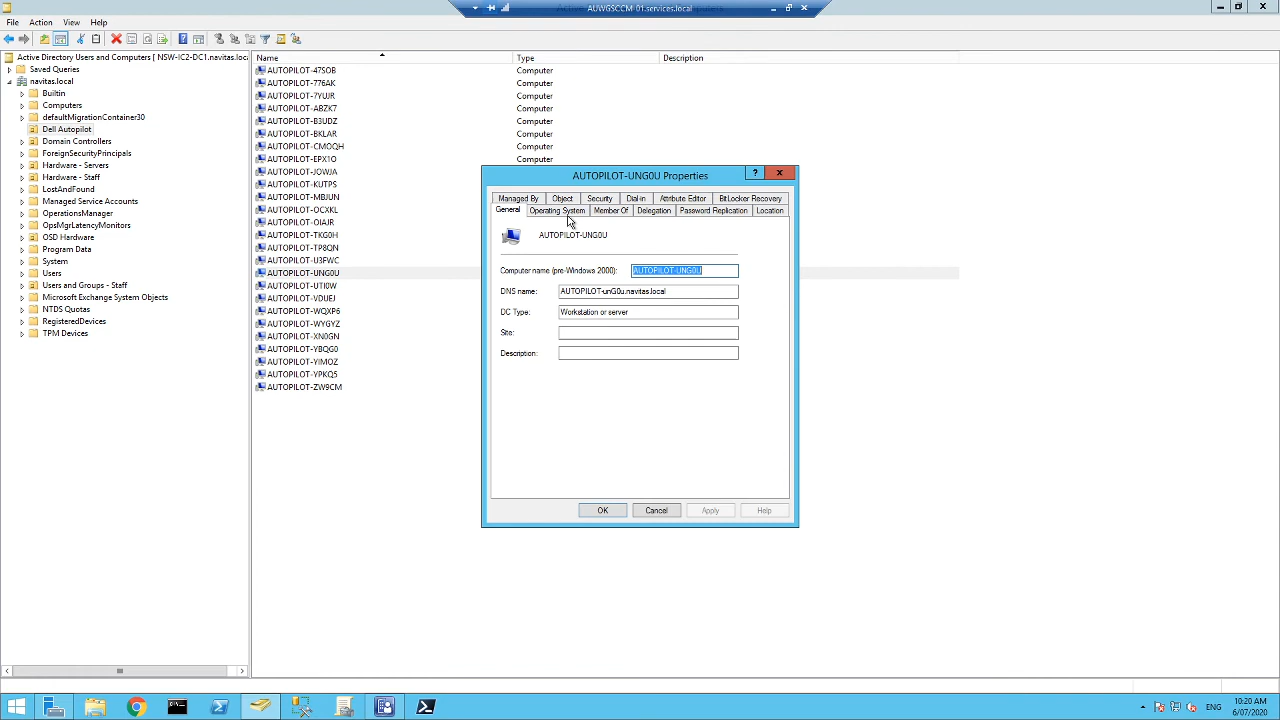 AUWGSCCM-01.services.local
File Action View Help
Active Directory Users and Computers [ NSW-IC2-DC1.navitas.loc
Saved Queries
navitas.local
Builtin
Computers
defaultMigrationContainer30
Dell Autopilot
Domain Controllers
ForeignSecurityPrincipals
Hardware - Servers
Hardware - Staff
LostAndFound
Managed Service Accounts
OperationsManager
OpsMgrLatencyMonitors
OSD Hardware
Program Data
System
Users
Users and Groups - Staff
Microsoft Exchange System Objects
NTDS Quotas
RegisteredDevices
TPM Devices
Name Type Description
AUTOPILOT-47SOB Computer
AUTOPILOT-776AK Computer
AUTOPILOT-7YUJR Computer
AUTOPILOT-ABZK7 Computer
AUTOPILOT-B3UDZ Computer
AUTOPILOT-BKLAR Computer
AUTOPILOT-CMOQH Computer
AUTOPILOT-EPX1O Computer
AUTOPILOT-JOWJA
AUTOPILOT-KUTPS
AUTOPILOT-MBJUN
AUTOPILOT-OCXKL
AUTOPILOT-OIAJR
AUTOPILOT-TKG0H
AUTOPILOT-TP8QN
AUTOPILOT-U3FWC
AUTOPILOT-UNG0U
AUTOPILOT-UTI0W
AUTOPILOT-VDUEJ
AUTOPILOT-WQXP6
AUTOPILOT-WYGYZ
AUTOPILOT-XN0GN
AUTOPILOT-YBQG0
AUTOPILOT-YIMOZ
AUTOPILOT-YPKQ5
AUTOPILOT-ZW9CM
AUTOPILOT-UNG0U Properties
Managed By Object Security Dial-in Attribute Editor BitLocker Recovery
General Operating System Member Of Delegation Password Replication Location
AUTOPILOT-UNG0U
Computer name (pre-Windows 2000): AUTOPILOT-UNG0U
DNS name: AUTOPILOT-unG0u.navitas.local
DC Type: Workstation or server
Site:
Description:
OK Cancel Apply Help
ENG
10:20 AM
6/07/2020